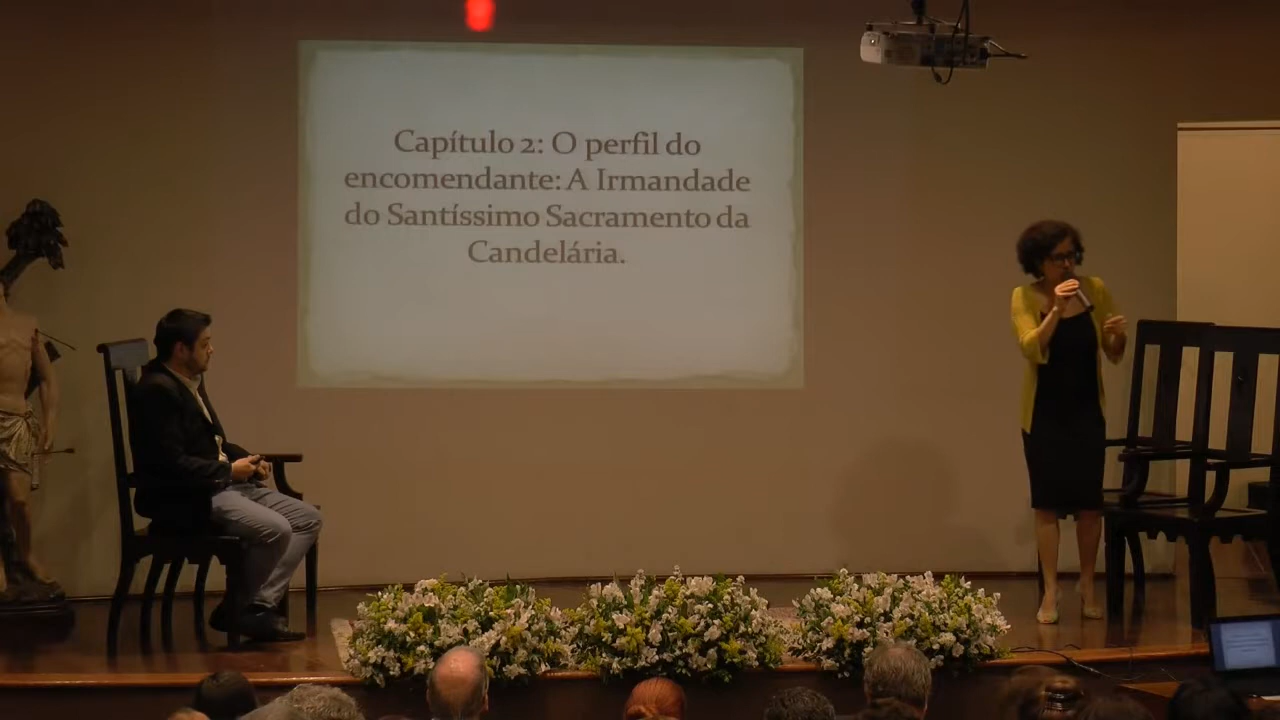 Capítulo 2: O perfil do
encomendante: A Irmandade
do Santíssimo Sacramento da
Candelária.